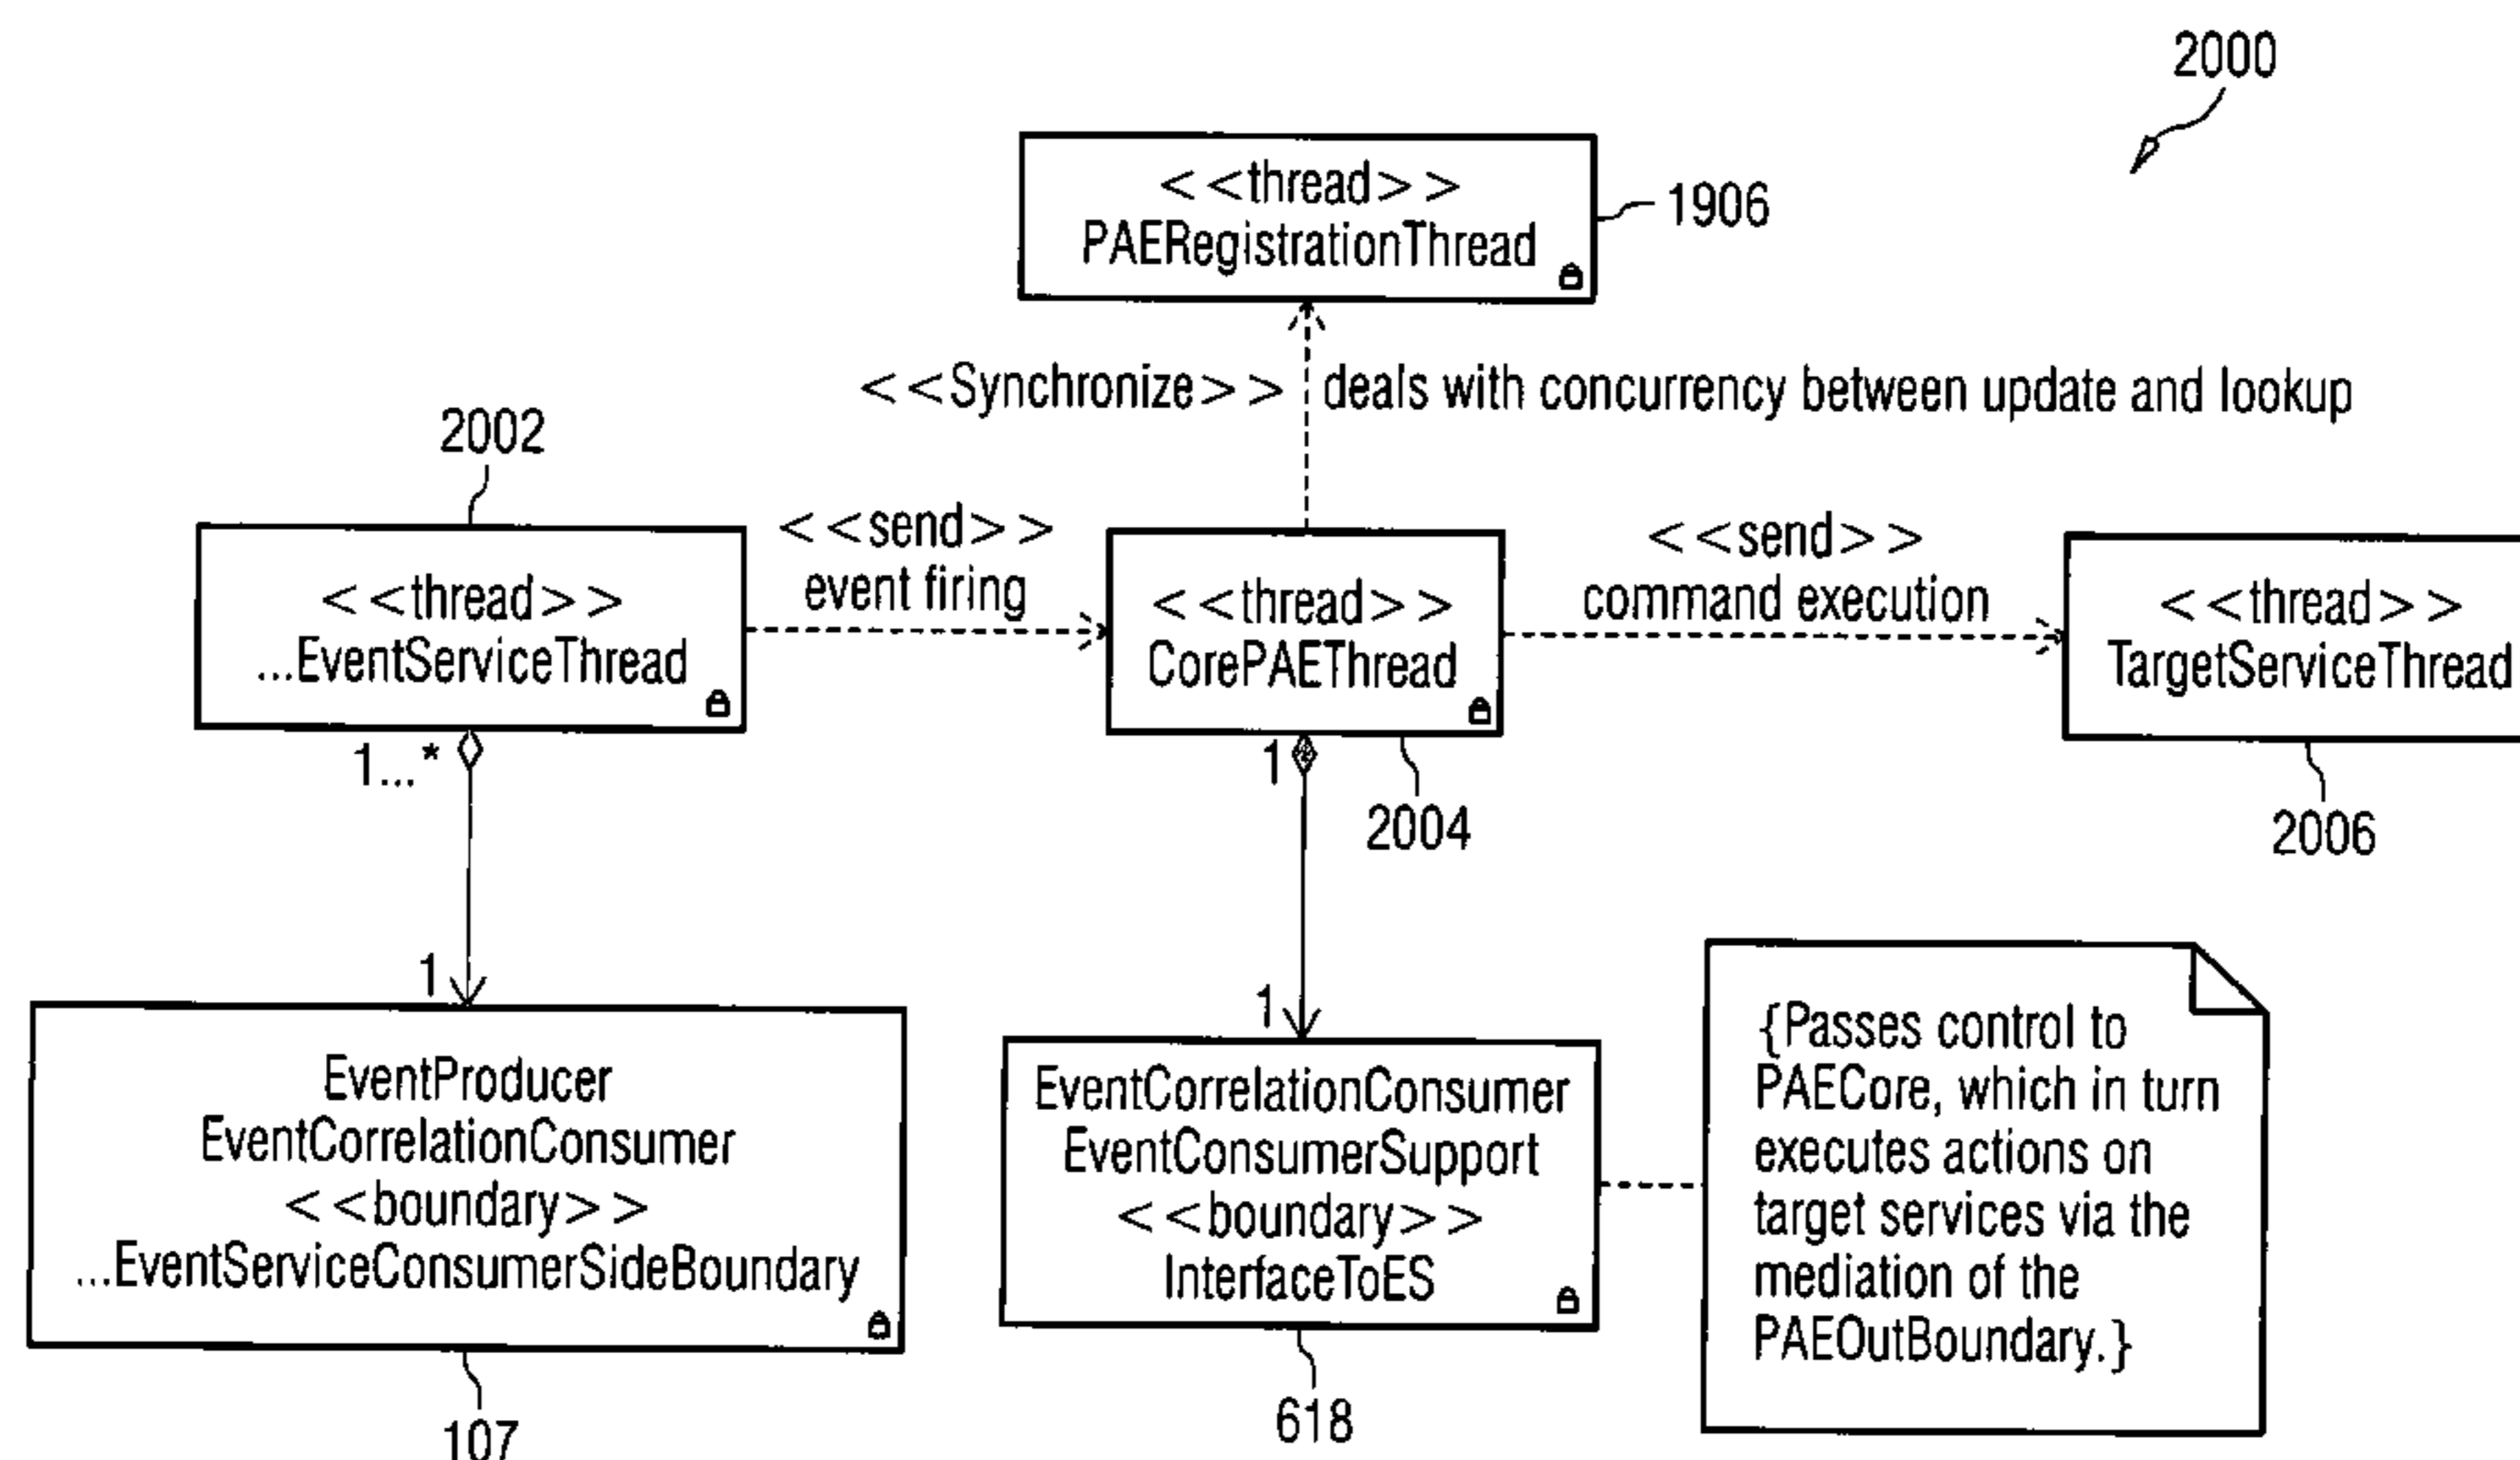 2000
<<thread>>
PAERegistrationThread
1906
<<Synchronize>> deals with concurrency between update and lookup
2002
<<thread>>
...EventServiceThread
<<send>>
event firing
<<thread>>
CorePAEThread
<<send>>
command execution
<<thread>>
TargetServiceThread
1...*
1
2004
2006
1
1
EventProducer
EventCorrelationConsumer
<<boundary>>
...EventServiceConsumerSideBoundary
107
EventCorrelationConsumer
EventConsumerSupport
<<boundary>>
InterfaceToES
618
{Passes control to
PAECore, which in turn
executes actions on
target services via the
mediation of the
PAEOutBoundary.}